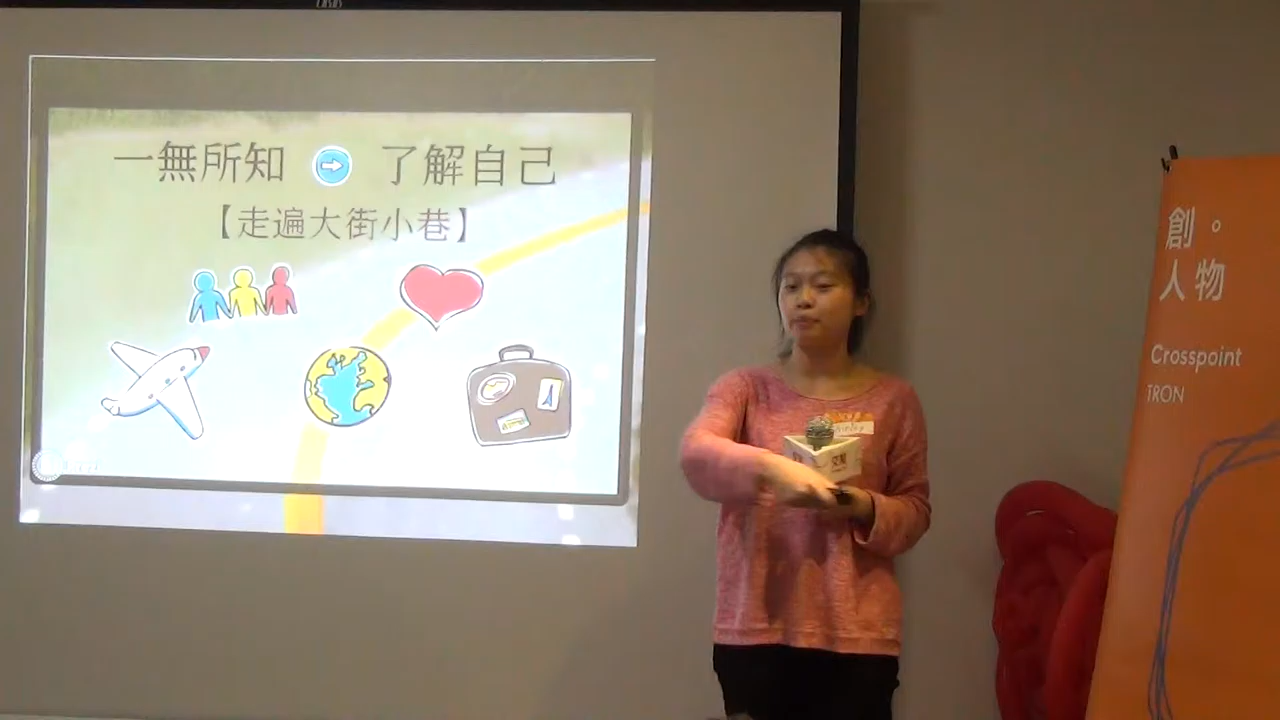 一無所知 ➡ 了解自己
【走遍大街小巷】
創。
人物
Crosspoint
TRON